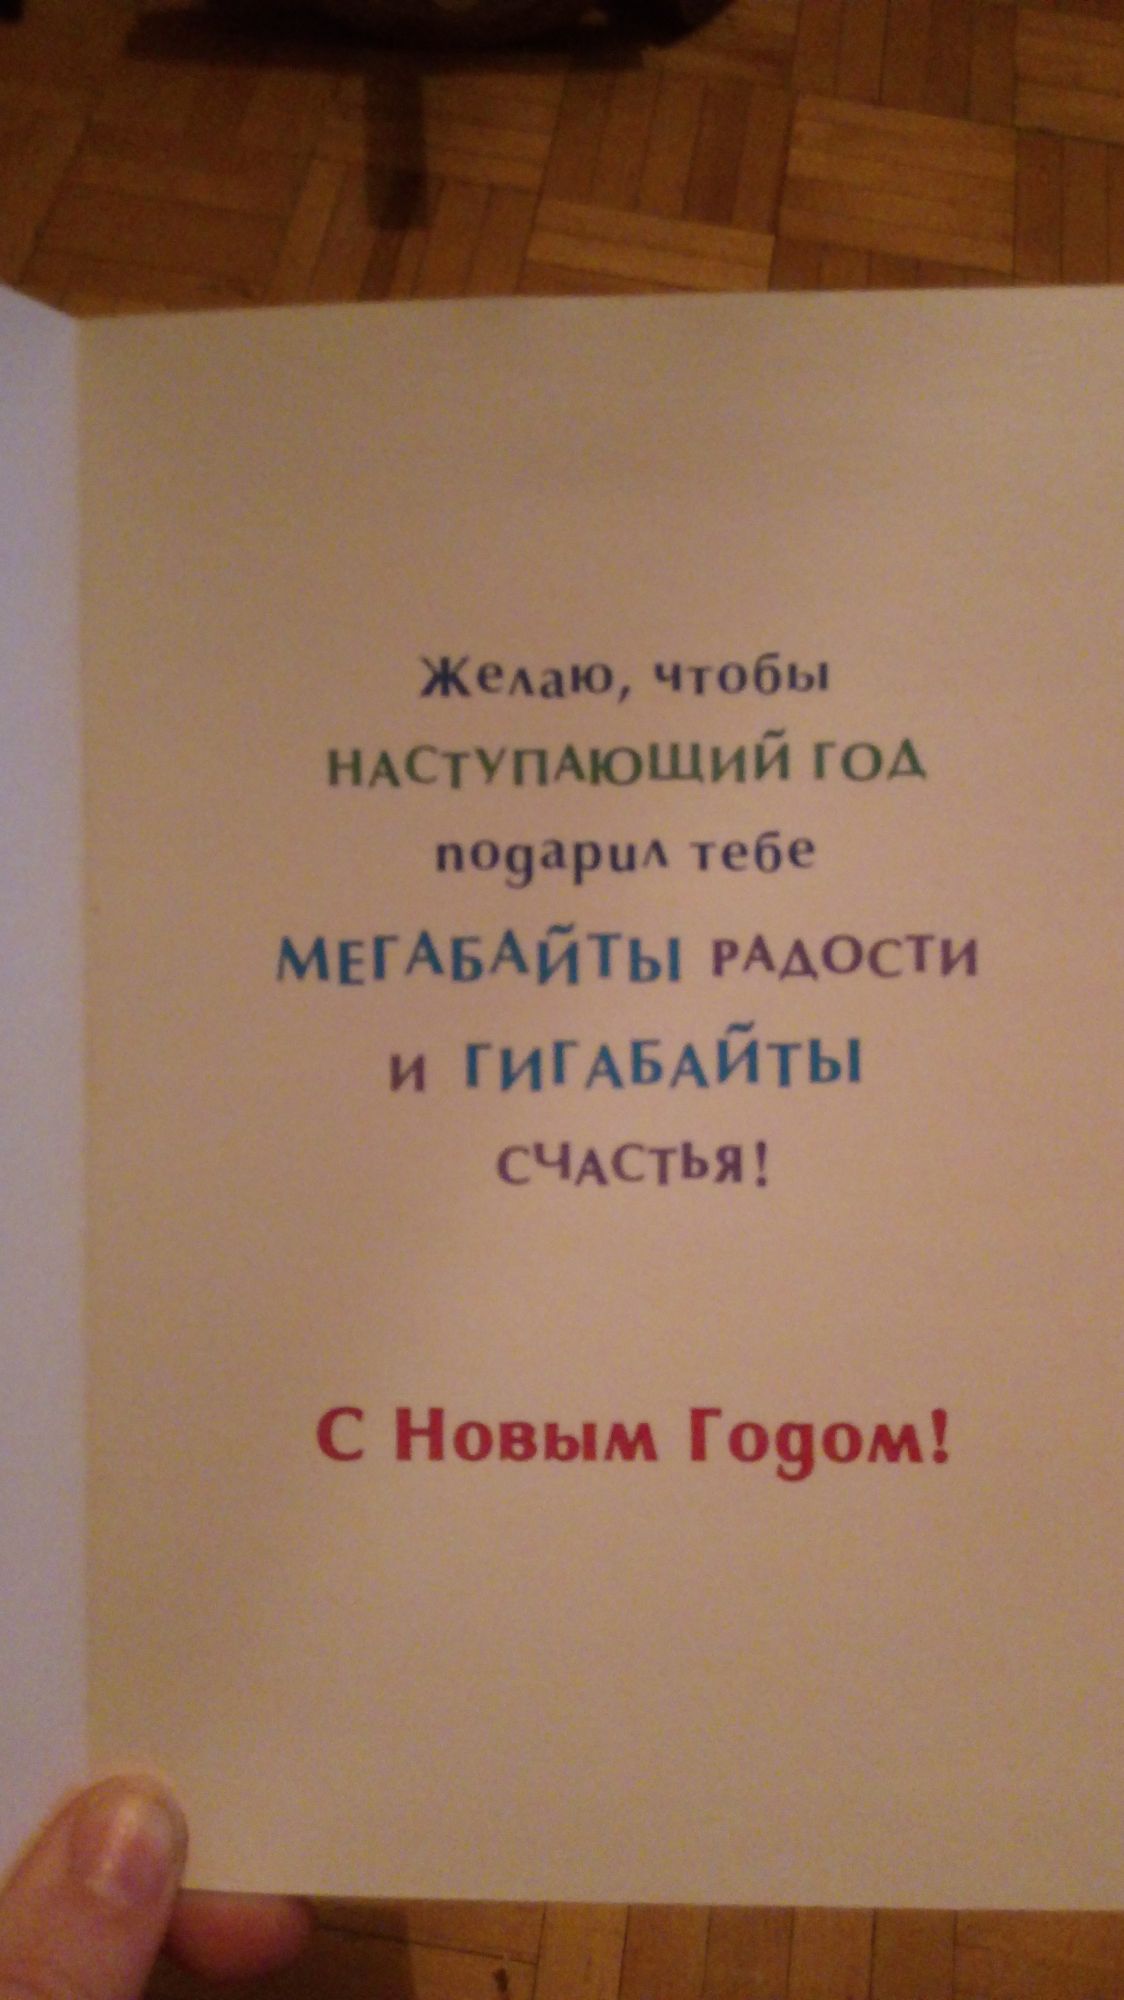 Желаю, чтобы
НАСТУПАЮЩИЙ ГОД
подарил тебе
МЕГАБАЙТЫ РАДОСТИ
И ГИГАБАЙТЫ
СЧАСТЬЯ!
С Новым Годом!